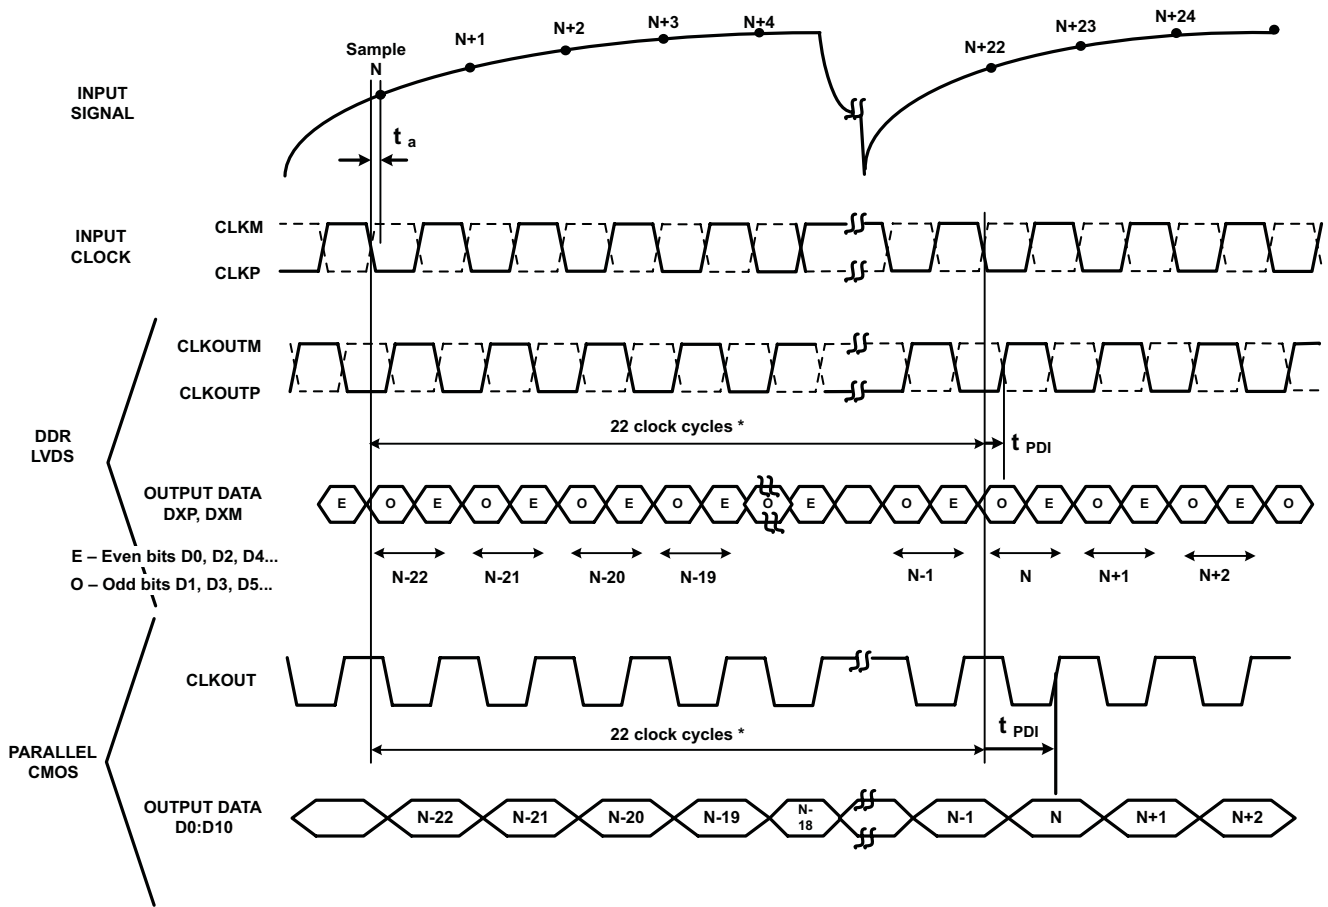 Sample
N
N+1
N+2
N+3
N+4
N+22
N+23
N+24
INPUT
SIGNAL
t a
INPUT
CLOCK
CLKM
CLKP
CLKOUTM
CLKOUTP
DDR
LVDS
22 clock cycles *
t PDI
OUTPUT DATA
DXP, DXM
E O E O E O E O E O E O E O E O E O E O
E – Even bits D0, D2, D4...
O – Odd bits D1, D3, D5...
N-22 N-21 N-20 N-19 N-1 N N+1 N+2
CLKOUT
22 clock cycles *
t PDI
PARALLEL
CMOS
OUTPUT DATA
D0:D10
N-22 N-21 N-20 N-19 N-
18 N-1 N N+1 N+2